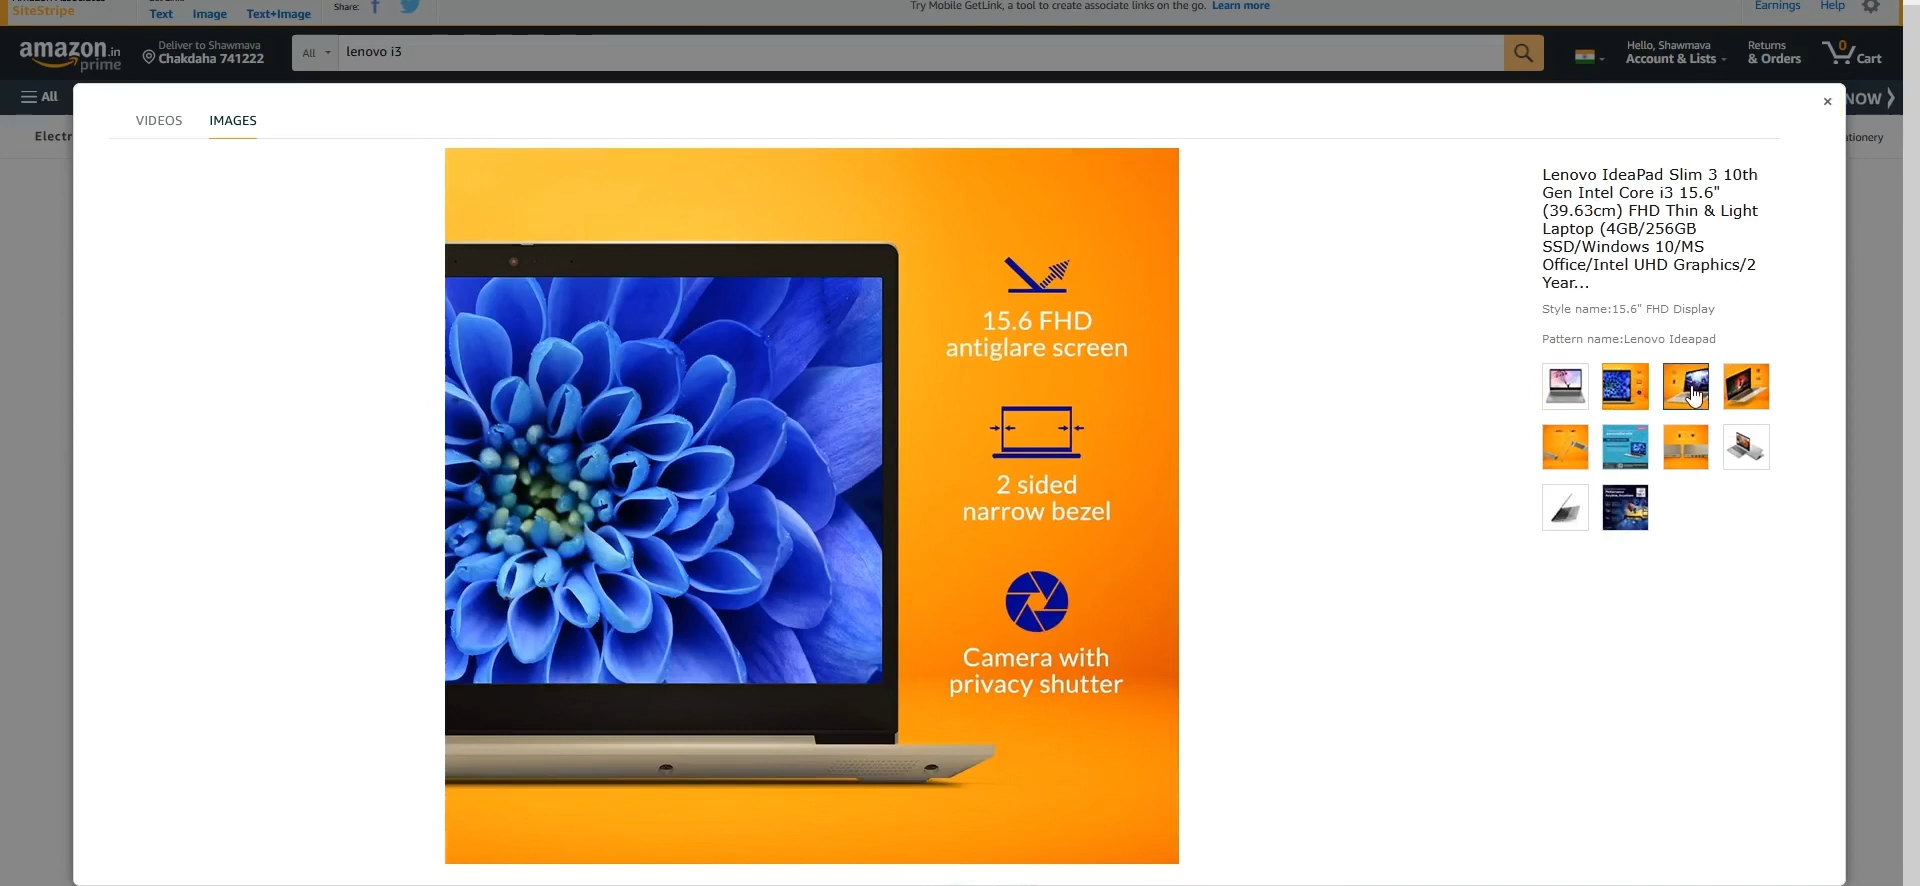 SiteStripe
Text
Image
Text+Image
Share:
Try Mobile GetLink, a tool to create associate links on the go. Learn more
Earnings
Help
amazon.in
prime
Deliver to Shawmava
Chakdaha 741222
All
lenovo i3
Hello, Shawmava
Account & Lists
Returns
& Orders
0
Cart
All
NOW
Electr
tionery
VIDEOS
IMAGES
×
15.6 FHD
antiglare screen
2 sided
narrow bezel
Camera with
privacy shutter
Lenovo IdeaPad Slim 3 10th
Gen Intel Core i3 15.6"
(39.63cm) FHD Thin & Light
Laptop (4GB/256GB
SSD/Windows 10/MS
Office/Intel UHD Graphics/2
Year...
Style name:15.6" FHD Display
Pattern name:Lenovo Ideapad